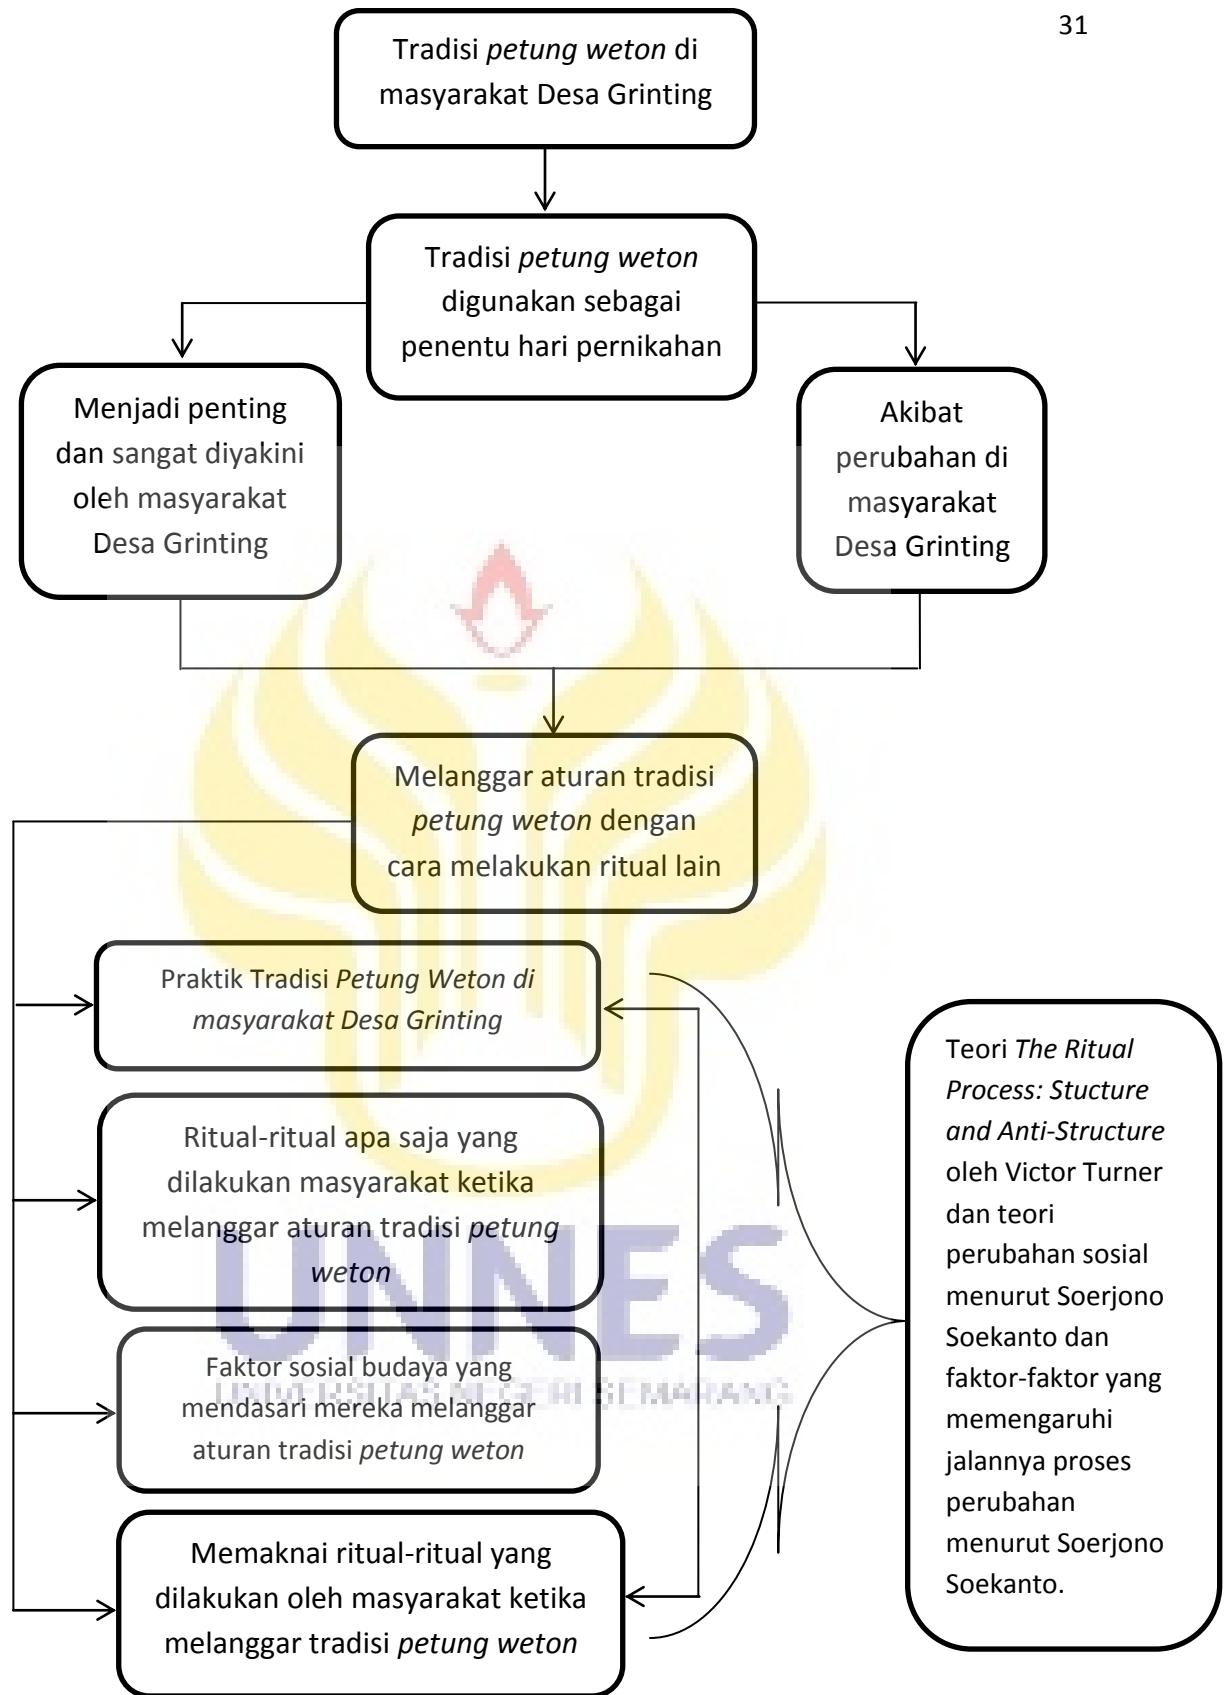 31
Tradisi petung weton di
masyarakat Desa Grinting
Tradisi petung weton
digunakan sebagai
penentu hari pernikahan
Menjadi penting
dan sangat diyakini
oleh masyarakat
Desa Grinting
Akibat
perubahan di
masyarakat
Desa Grinting
Melanggar aturan tradisi
petung weton dengan
cara melakukan ritual lain
Praktik Tradisi Petung Weton di
masyarakat Desa Grinting
Ritual-ritual apa saja yang
dilakukan masyarakat ketika
melanggar aturan tradisi petung
weton
Faktor sosial budaya yang
mendasari mereka melanggar
aturan tradisi petung weton
Memaknai ritual-ritual yang
dilakukan oleh masyarakat ketika
melanggar tradisi petung weton
Teori The Ritual
Process: Stucture
and Anti-Structure
oleh Victor Turner
dan teori
perubahan sosial
menurut Soerjono
Soekanto dan
faktor-faktor yang
memengaruhi
jalannya proses
perubahan
menurut Soerjono
Soekanto.
UNNES
UNIVERSITAS NEGERI SEMARANG